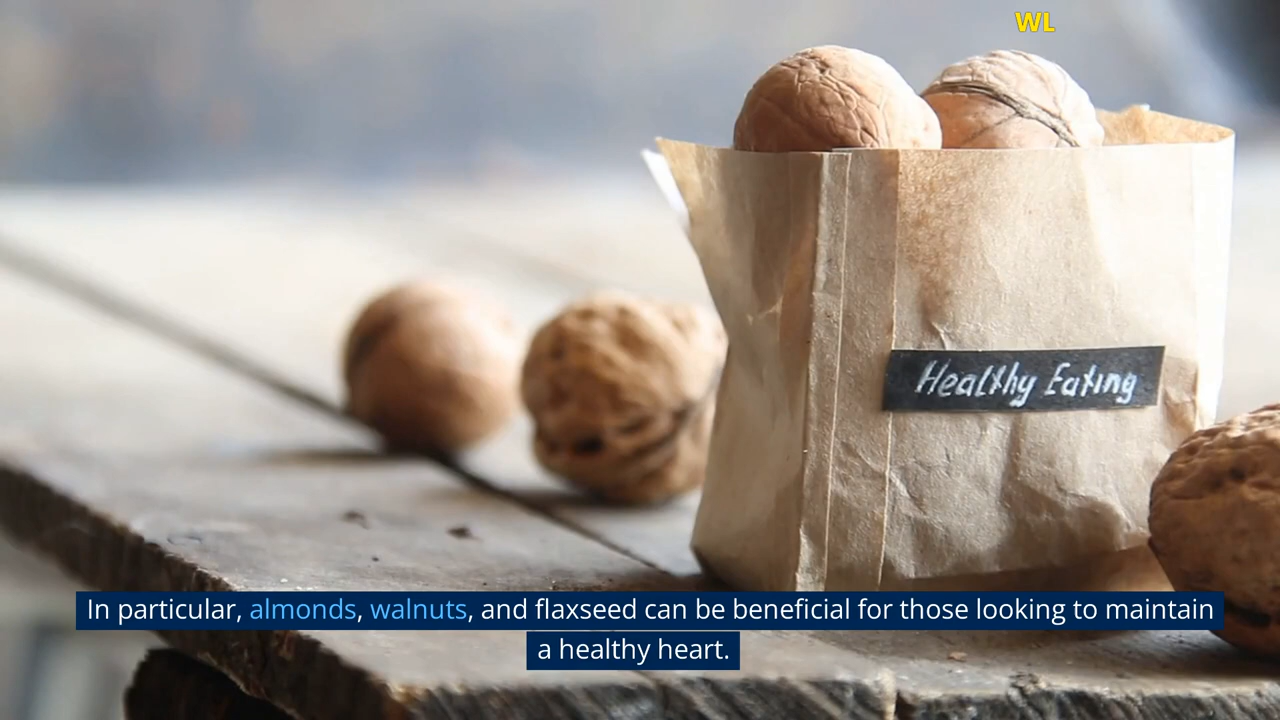 WL
Healthy Eating
In particular, almonds, walnuts, and flaxseed can be beneficial for those looking to maintain
a healthy heart.